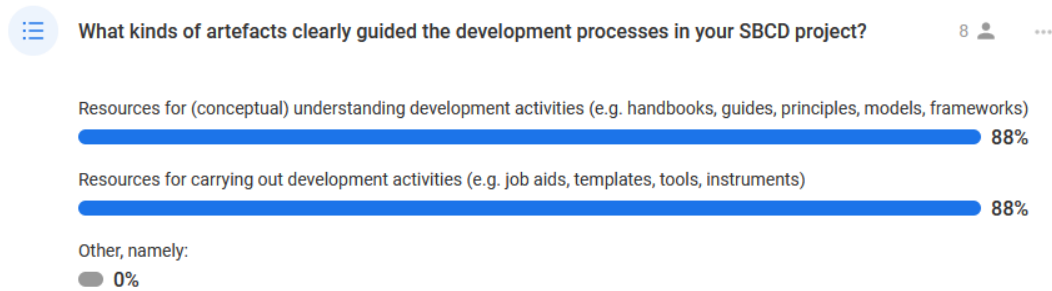 What kinds of artefacts clearly guided the development processes in your SBCD project?
8
Resources for (conceptual) understanding development activities (e.g. handbooks, guides, principles, models, frameworks)
88%
Resources for carrying out development activities (e.g. job aids, templates, tools, instruments)
88%
Other, namely:
0%